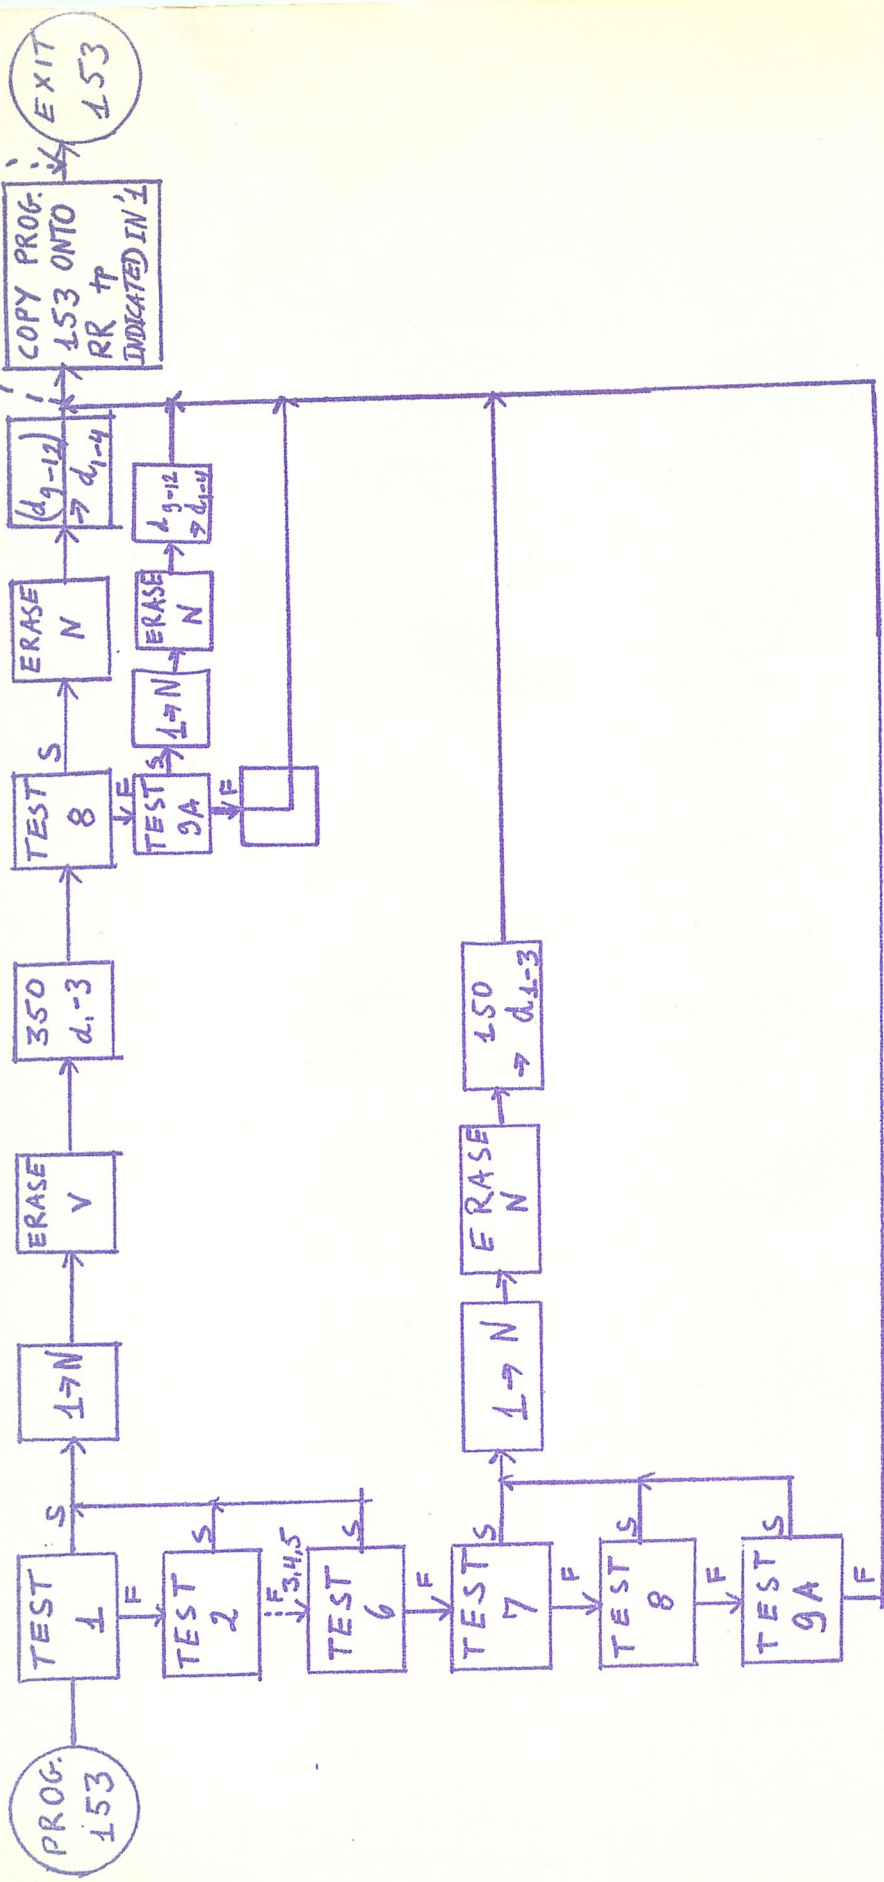 PROG.
153
TEST
1
S
F
1→N
ERASE
V
350
d1-3
TEST
8
S
F
ERASE
N
(d9-12)
→ d1-4
COPY PROG.
153 ONTO
RR tp
INDICATED IN '1
EXIT
153
TEST
9A
S
F
1→N
ERASE
N
d9-12
→ d1-4
TEST
2
S
F
3,4,5
TEST
6
S
F
TEST
7
S
F
1→N
ERASE
N
150
→ d1-3
TEST
8
S
F
TEST
9A
S
F